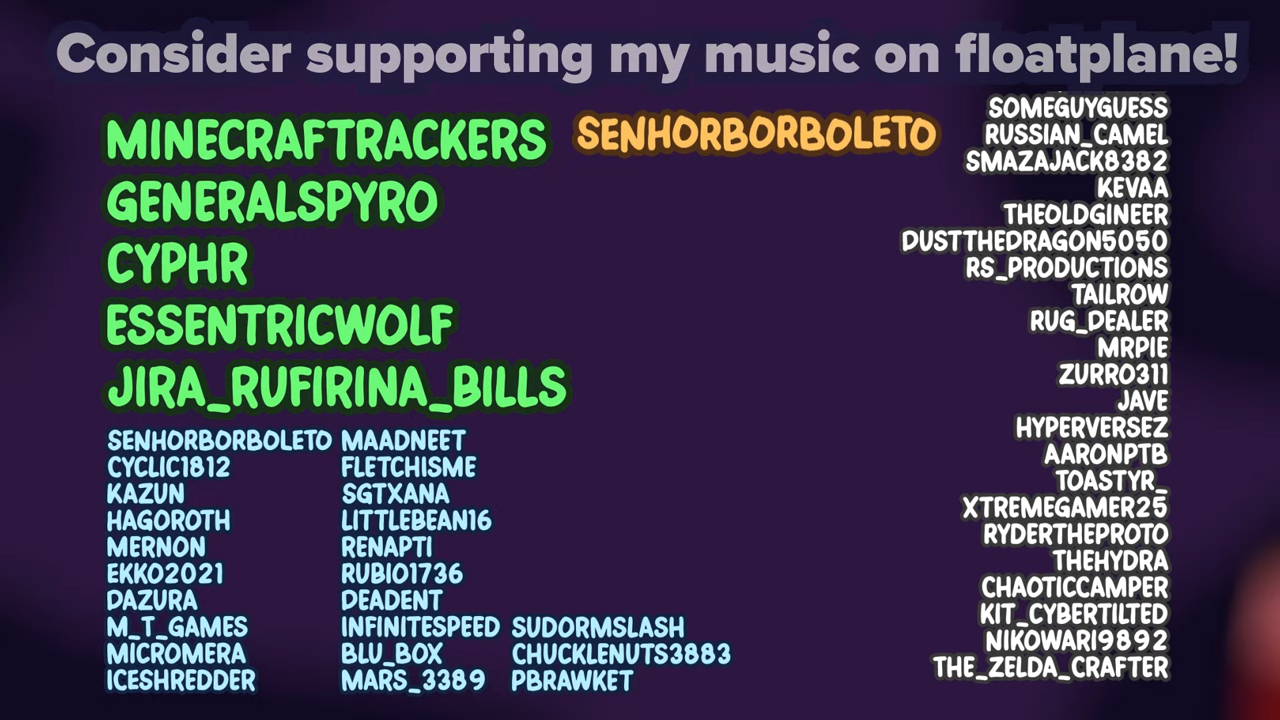 Consider supporting my music on floatplane!
MINECRAFTRACKERS
GENERALSPYRO
CYPHR
ESSENTRICWOLF
JIRA_RUFIRINA_BILLS
SENHORBORBOLETO
SENHORBORBOLETO
CYCLIC1812
KAZUN
HAGOROTH
MERNON
EKKO2021
DAZURA
M_T_GAMES
MICROMERA
ICESHREDDER
MAADNEET
FLETCHISME
SGTXANA
LITTLEBEAN16
RENAPTI
RUBIO1736
DEADENT
INFINITESPEED
BLU_BOX
MARS_3389
SUDORMSLASH
CHUCKLENUTS3883
PBRAWKET
SOMEGUYGUESS
RUSSIAN_CAMEL
SMAZAJACK8382
KEVAA
THEOLDGINEER
DUSTTHEDRAGON5050
RS_PRODUCTIONS
TAILROW
RUG_DEALER
MRPIE
ZURRO311
JAVE
HYPERVERSEZ
AARONPTB
TOASTYR_
XTREMEGAMER25
RYDERTHEPROTO
THEHYDRA
CHAOTICCAMPER
KIT_CYBERTILTED
NIKOWARI9892
THE_ZELDA_CRAFTER